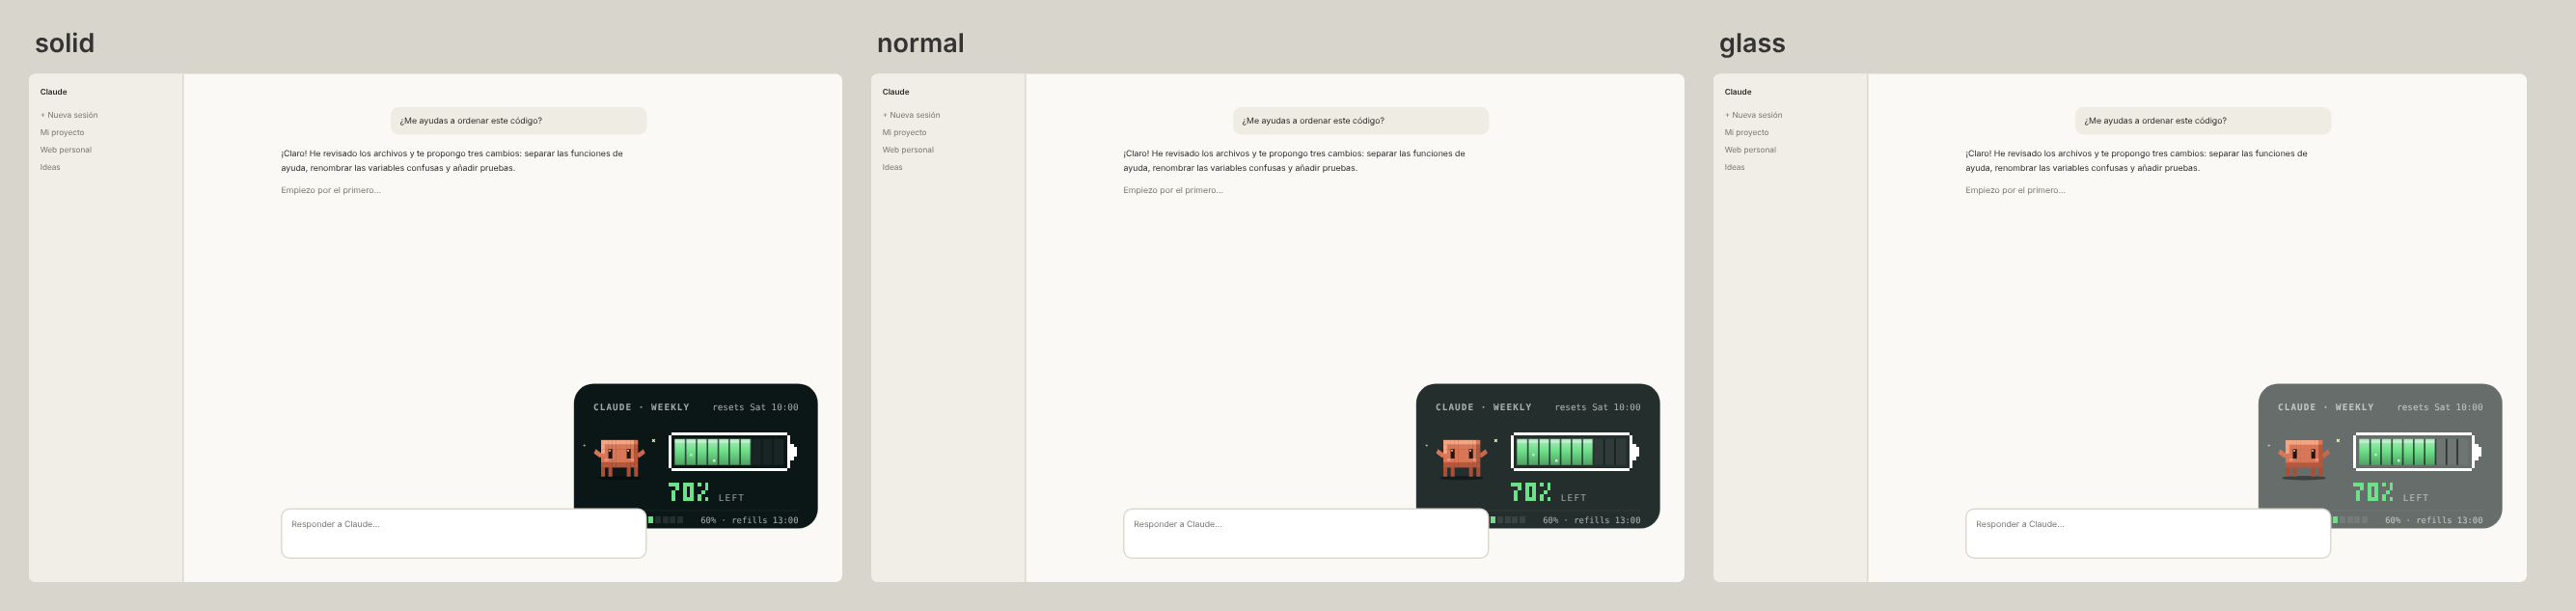 solid
Claude
+ Nueva sesión
Mi proyecto
Web personal
Ideas
¿Me ayudas a ordenar este código?
¡Claro! He revisado los archivos y te propongo tres cambios: separar las funciones de
ayuda, renombrar las variables confusas y añadir pruebas.
Empiezo por el primero...
CLAUDE · WEEKLY resets Sat 10:00
70% LEFT
60% · refills 13:00
Responder a Claude...
normal
Claude
+ Nueva sesión
Mi proyecto
Web personal
Ideas
¿Me ayudas a ordenar este código?
¡Claro! He revisado los archivos y te propongo tres cambios: separar las funciones de
ayuda, renombrar las variables confusas y añadir pruebas.
Empiezo por el primero...
CLAUDE · WEEKLY resets Sat 10:00
70% LEFT
60% · refills 13:00
Responder a Claude...
glass
Claude
+ Nueva sesión
Mi proyecto
Web personal
Ideas
¿Me ayudas a ordenar este código?
¡Claro! He revisado los archivos y te propongo tres cambios: separar las funciones de
ayuda, renombrar las variables confusas y añadir pruebas.
Empiezo por el primero...
CLAUDE · WEEKLY resets Sat 10:00
70% LEFT
60% · refills 13:00
Responder a Claude...